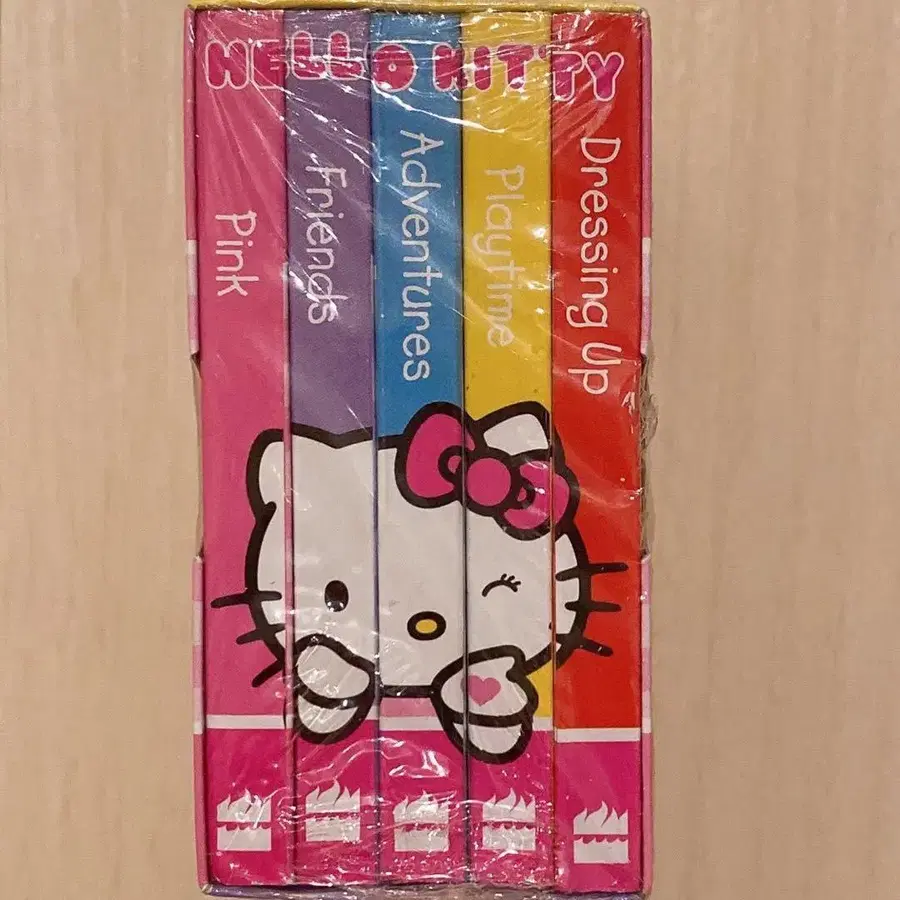 HELLO KITTY
Pink
Friends
Adventures
Playtime
Dressing Up